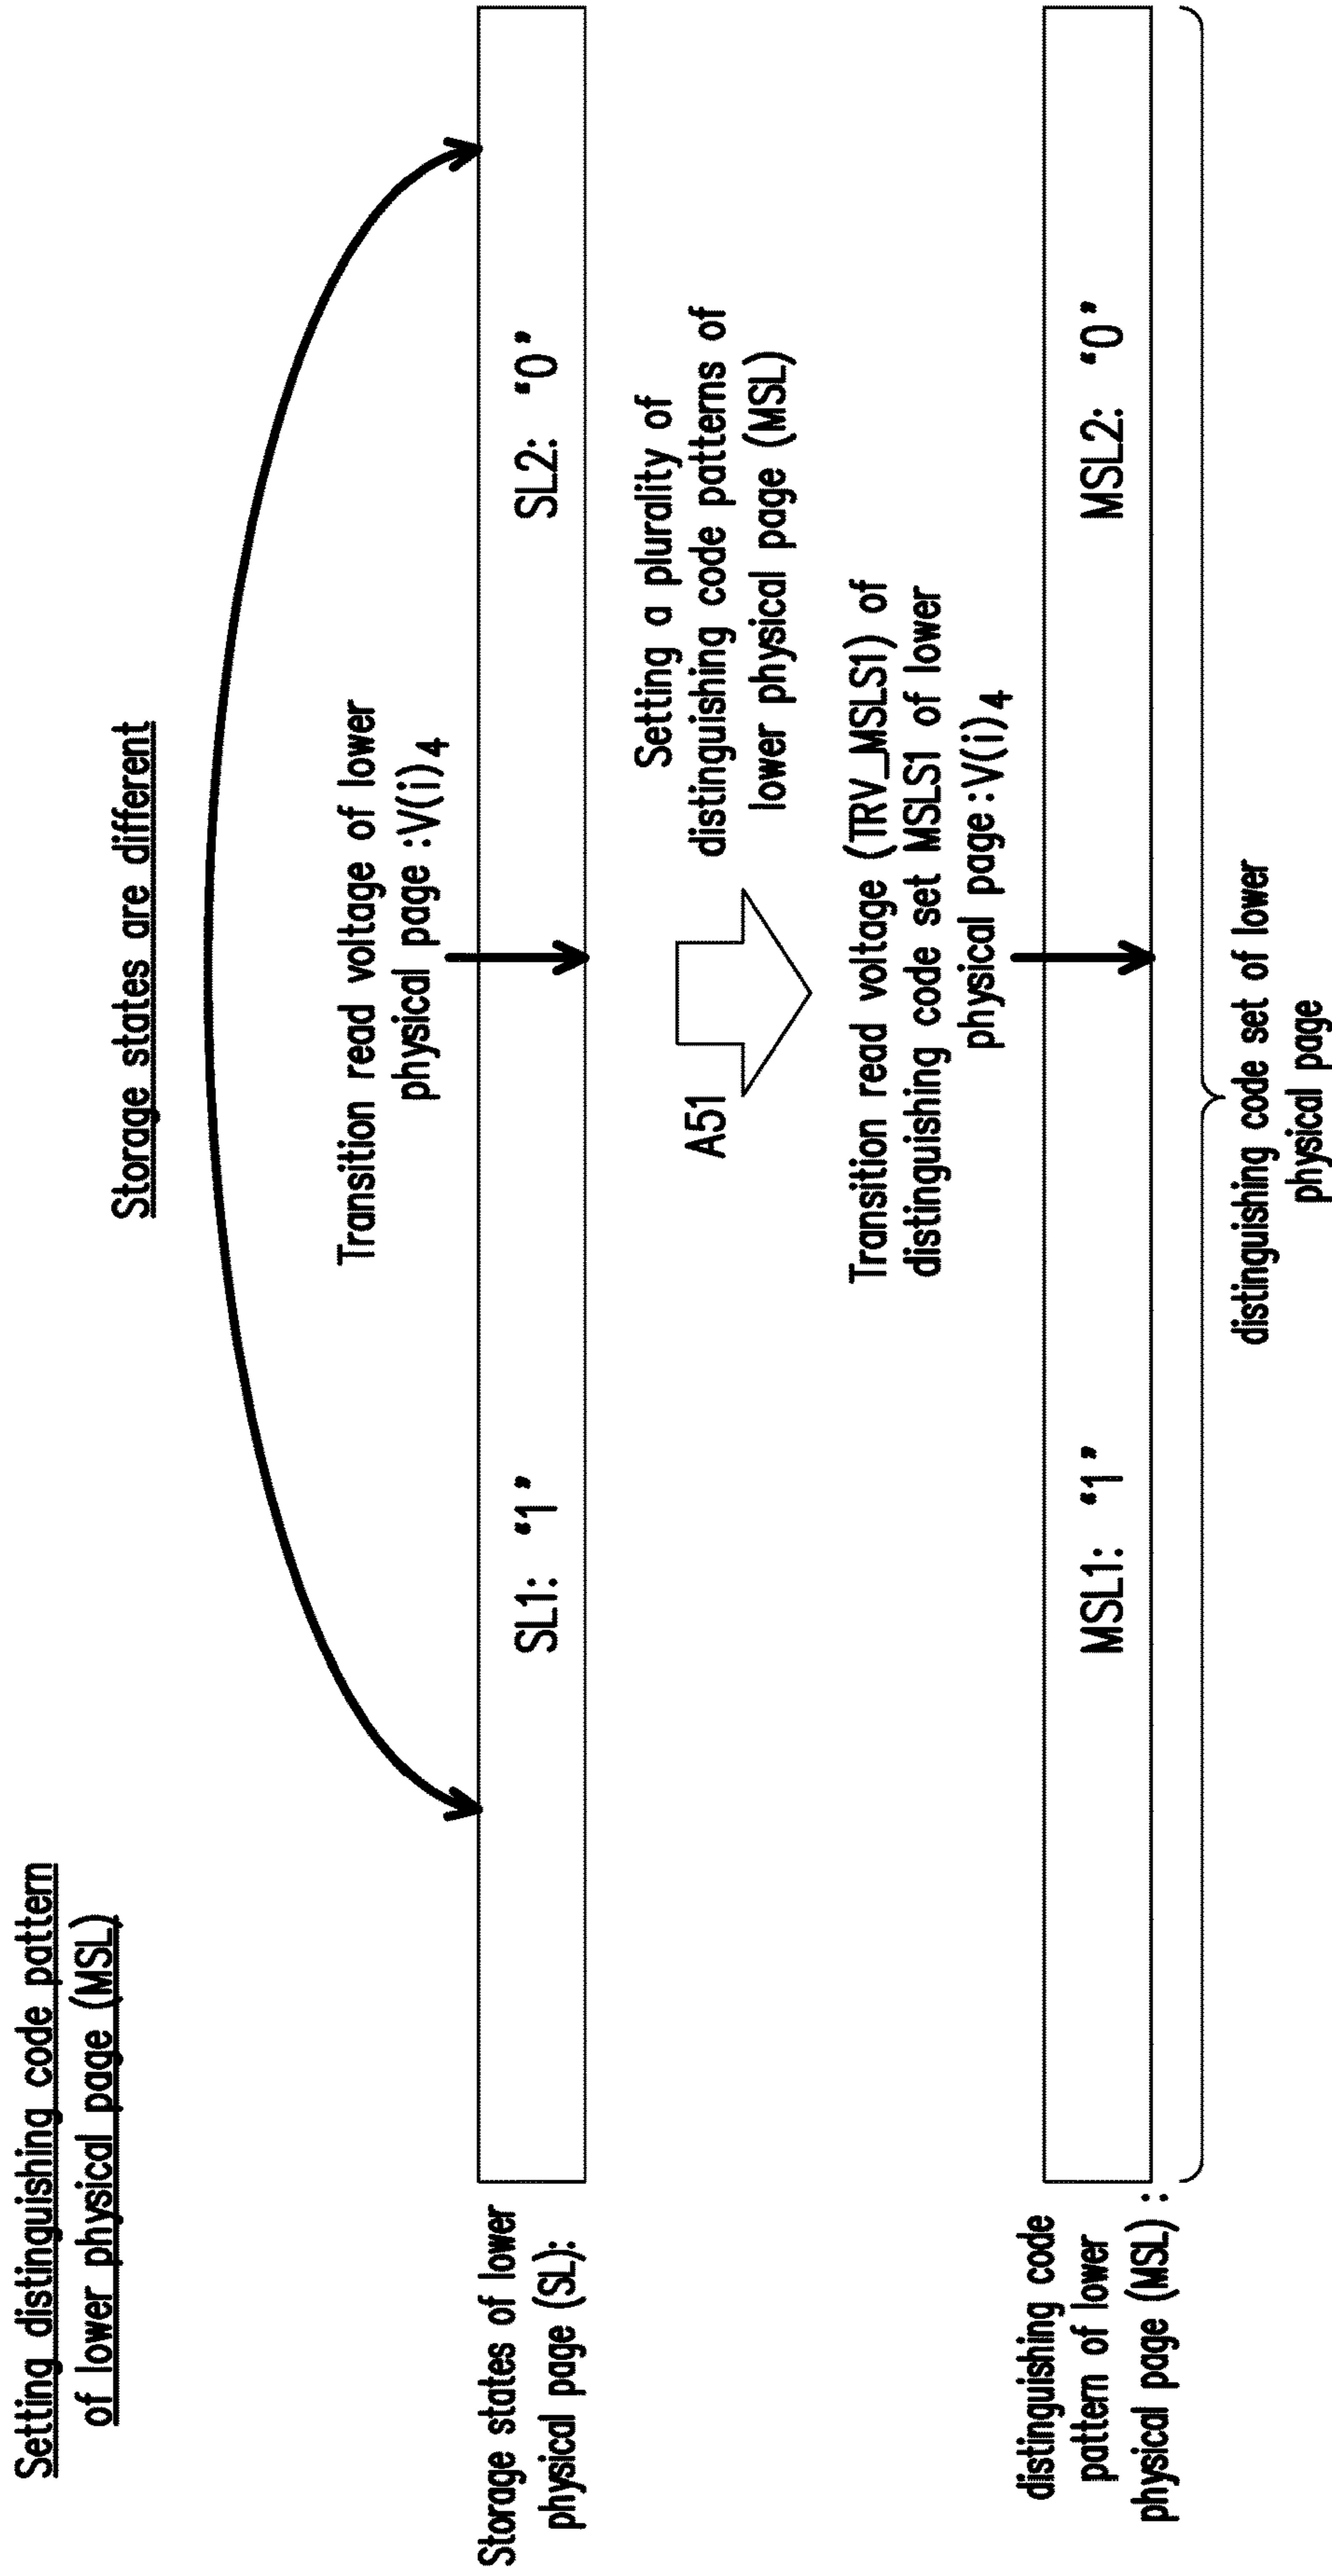 Setting distinguishing code pattern
of lower physical page (MSL)
Storage states are different
Transition read voltage of lower
physical page :V(i)4
Storage states of lower
physical page (SL):
SL1: “1”
SL2: “0”
A51
Setting a plurality of
distinguishing code patterns of
lower physical page (MSL)
Transition read voltage (TRV_MSLS1) of
distinguishing code set MSLS1 of lower
physical page :V(i)4
distinguishing code
pattern of lower
physical page (MSL) :
MSL1: “1”
MSL2: “0”
distinguishing code set of lower
physical page